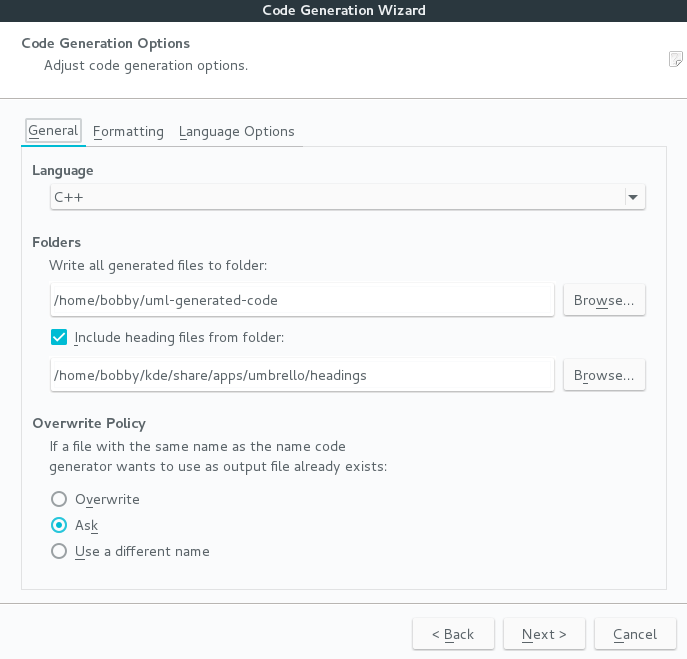 Code Generation Wizard
Code Generation Options
Adjust code generation options.
General Formatting Language Options
Language
C++
Folders
Write all generated files to folder:
/home/bobby/uml-generated-code Browse...
Include heading files from folder:
/home/bobby/kde/share/apps/umbrello/headings Browse...
Overwrite Policy
If a file with the same name as the name code
generator wants to use as output file already exists:
Overwrite
Ask
Use a different name
< Back Next > Cancel